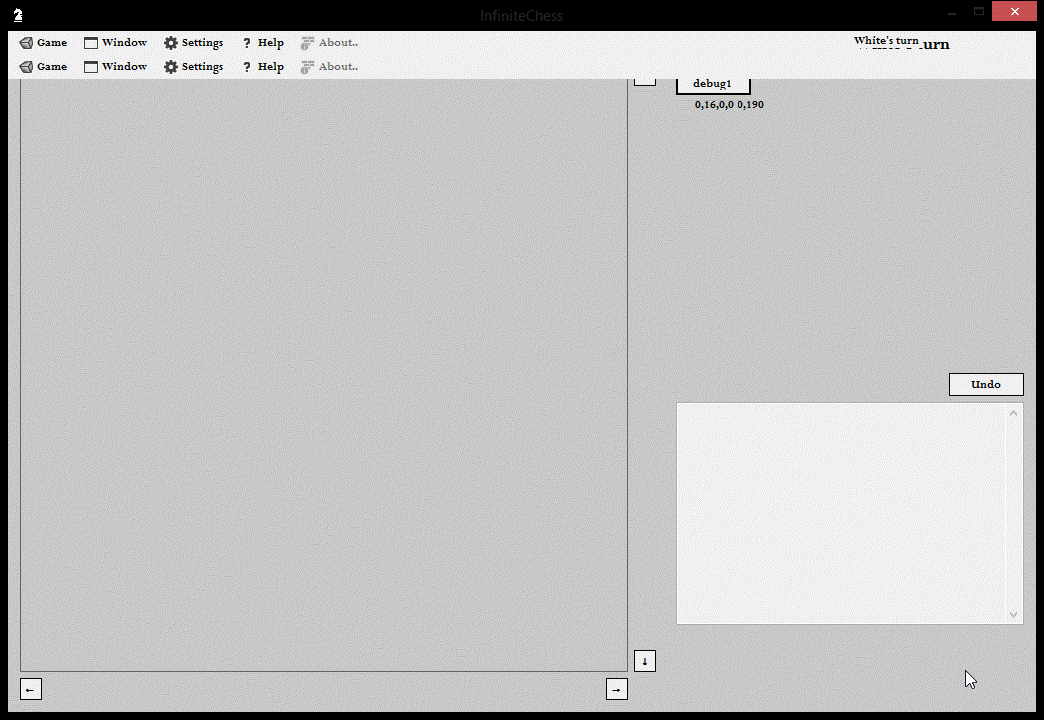 InfiniteChess
Game Window Settings ? Help About.. White's turn
Game Window Settings ? Help About..
debug1
0,16,0,0 0,190
Undo
↓
← →